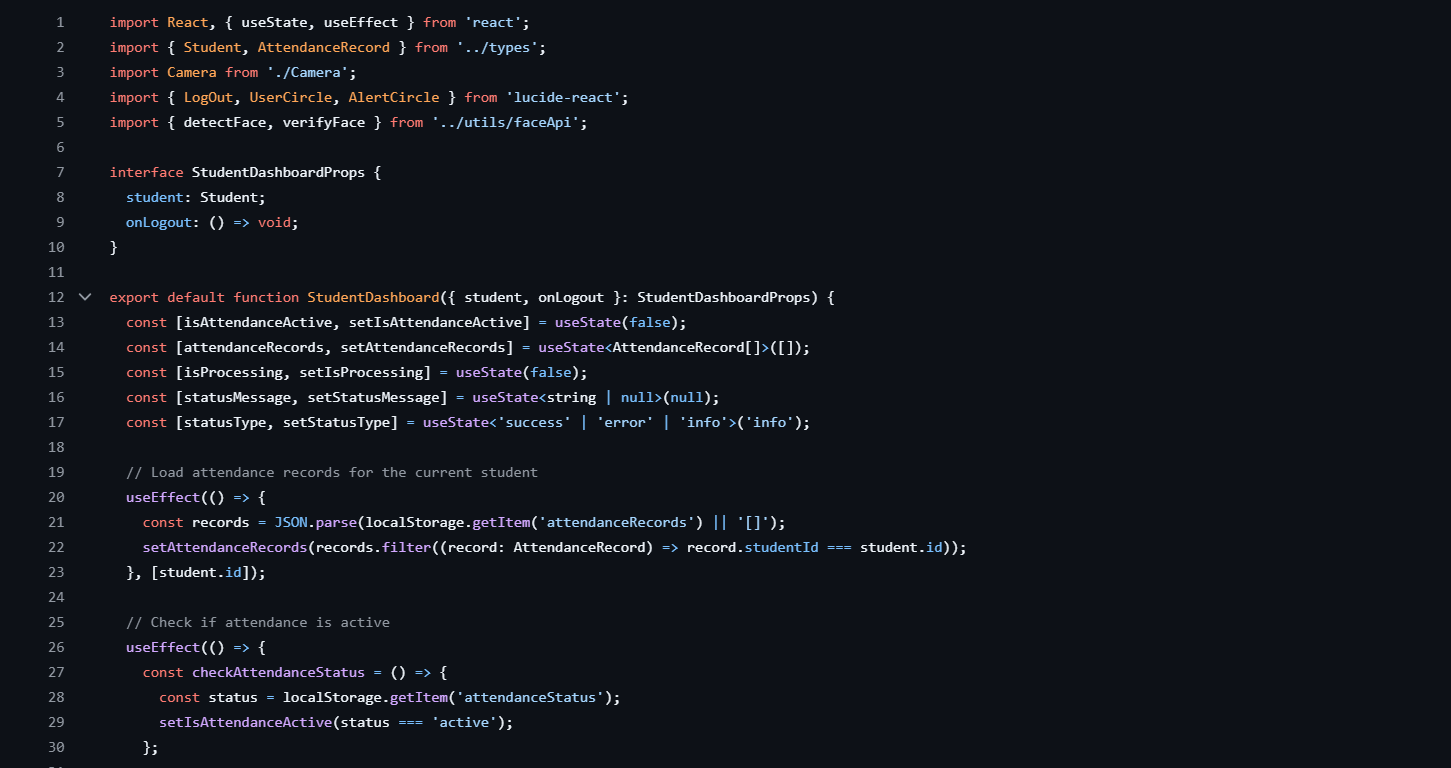 1 import React, { useState, useEffect } from 'react';
2 import { Student, AttendanceRecord } from '../types';
3 import Camera from './Camera';
4 import { LogOut, UserCircle, AlertCircle } from 'lucide-react';
5 import { detectFace, verifyFace } from '../utils/faceApi';
6
7 interface StudentDashboardProps {
8   student: Student;
9   onLogout: () => void;
10 }
11
12 export default function StudentDashboard({ student, onLogout }: StudentDashboardProps) {
13   const [isAttendanceActive, setIsAttendanceActive] = useState(false);
14   const [attendanceRecords, setAttendanceRecords] = useState<AttendanceRecord[]>([]);
15   const [isProcessing, setIsProcessing] = useState(false);
16   const [statusMessage, setStatusMessage] = useState<string | null>(null);
17   const [statusType, setStatusType] = useState<'success' | 'error' | 'info'>('info');
18
19   // Load attendance records for the current student
20   useEffect(() => {
21     const records = JSON.parse(localStorage.getItem('attendanceRecords') || '[]');
22     setAttendanceRecords(records.filter((record: AttendanceRecord) => record.studentId === student.id));
23   }, [student.id]);
24
25   // Check if attendance is active
26   useEffect(() => {
27     const checkAttendanceStatus = () => {
28       const status = localStorage.getItem('attendanceStatus');
29       setIsAttendanceActive(status === 'active');
30     };